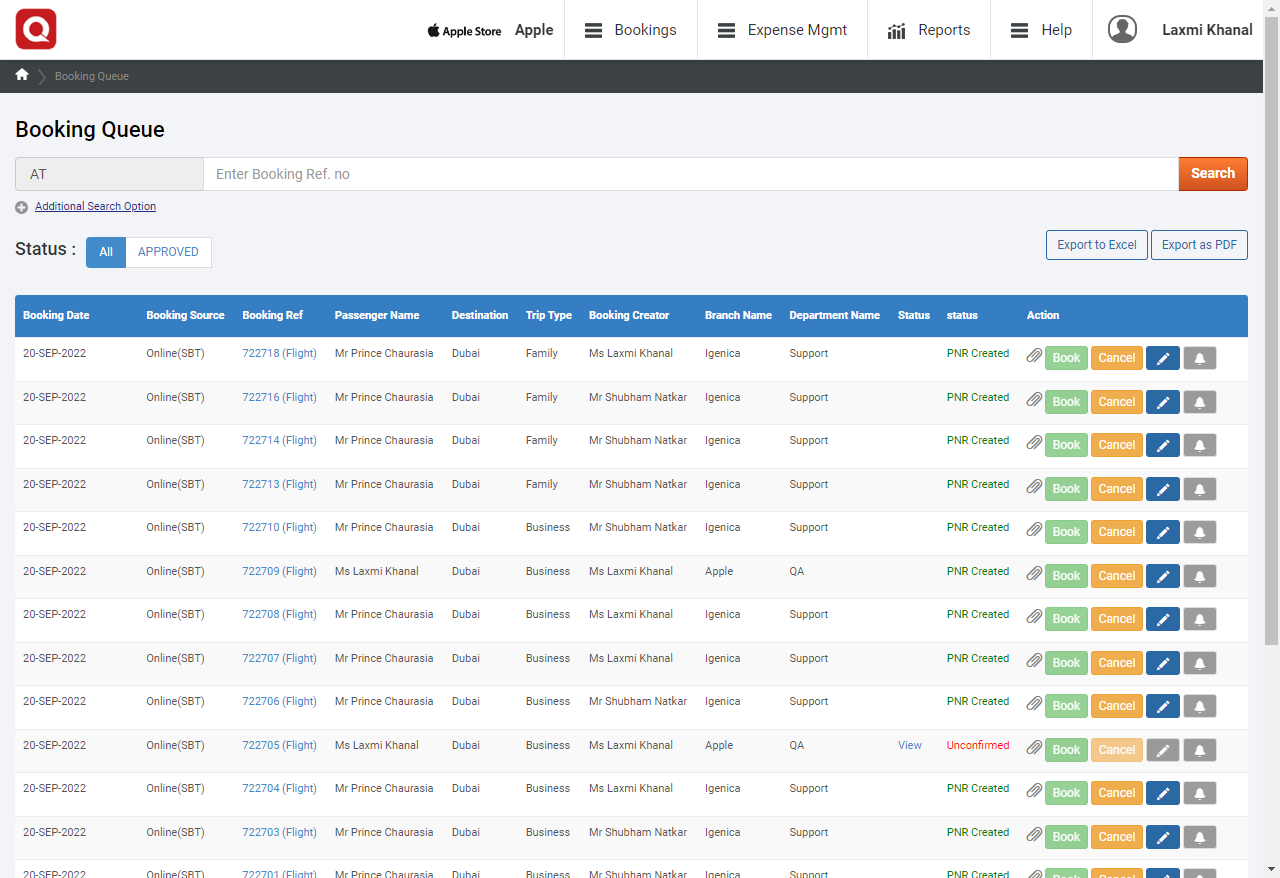 Apple Store Apple Bookings Expense Mgmt Reports Help Laxmi Khanal
Booking Queue
Booking Queue
AT Enter Booking Ref. no Search
Additional Search Option
Status : All APPROVED Export to Excel Export as PDF
Booking Date Booking Source Booking Ref Passenger Name Destination Trip Type Booking Creator Branch Name Department Name Status status Action
20-SEP-2022 Online(SBT) 722718 (Flight) Mr Prince Chaurasia Dubai Family Ms Laxmi Khanal Igenica Support PNR Created Book Cancel
20-SEP-2022 Online(SBT) 722716 (Flight) Mr Prince Chaurasia Dubai Family Mr Shubham Natkar Igenica Support PNR Created Book Cancel
20-SEP-2022 Online(SBT) 722714 (Flight) Mr Prince Chaurasia Dubai Family Mr Shubham Natkar Igenica Support PNR Created Book Cancel
20-SEP-2022 Online(SBT) 722713 (Flight) Mr Prince Chaurasia Dubai Family Mr Shubham Natkar Igenica Support PNR Created Book Cancel
20-SEP-2022 Online(SBT) 722710 (Flight) Mr Prince Chaurasia Dubai Business Mr Shubham Natkar Igenica Support PNR Created Book Cancel
20-SEP-2022 Online(SBT) 722709 (Flight) Ms Laxmi Khanal Dubai Business Ms Laxmi Khanal Apple QA PNR Created Book Cancel
20-SEP-2022 Online(SBT) 722708 (Flight) Mr Prince Chaurasia Dubai Business Ms Laxmi Khanal Igenica Support PNR Created Book Cancel
20-SEP-2022 Online(SBT) 722707 (Flight) Mr Prince Chaurasia Dubai Business Ms Laxmi Khanal Igenica Support PNR Created Book Cancel
20-SEP-2022 Online(SBT) 722706 (Flight) Mr Prince Chaurasia Dubai Business Mr Shubham Natkar Igenica Support PNR Created Book Cancel
20-SEP-2022 Online(SBT) 722705 (Flight) Ms Laxmi Khanal Dubai Business Ms Laxmi Khanal Apple QA View Unconfirmed Book Cancel
20-SEP-2022 Online(SBT) 722704 (Flight) Mr Prince Chaurasia Dubai Business Ms Laxmi Khanal Igenica Support PNR Created Book Cancel
20-SEP-2022 Online(SBT) 722703 (Flight) Mr Prince Chaurasia Dubai Business Mr Shubham Natkar Igenica Support PNR Created Book Cancel
20-SEP-2022 Online(SBT) 722701 (Flight) Mr Prince Chaurasia Dubai Business Mr Shubham Natkar Igenica Support PNR Created Book Cancel